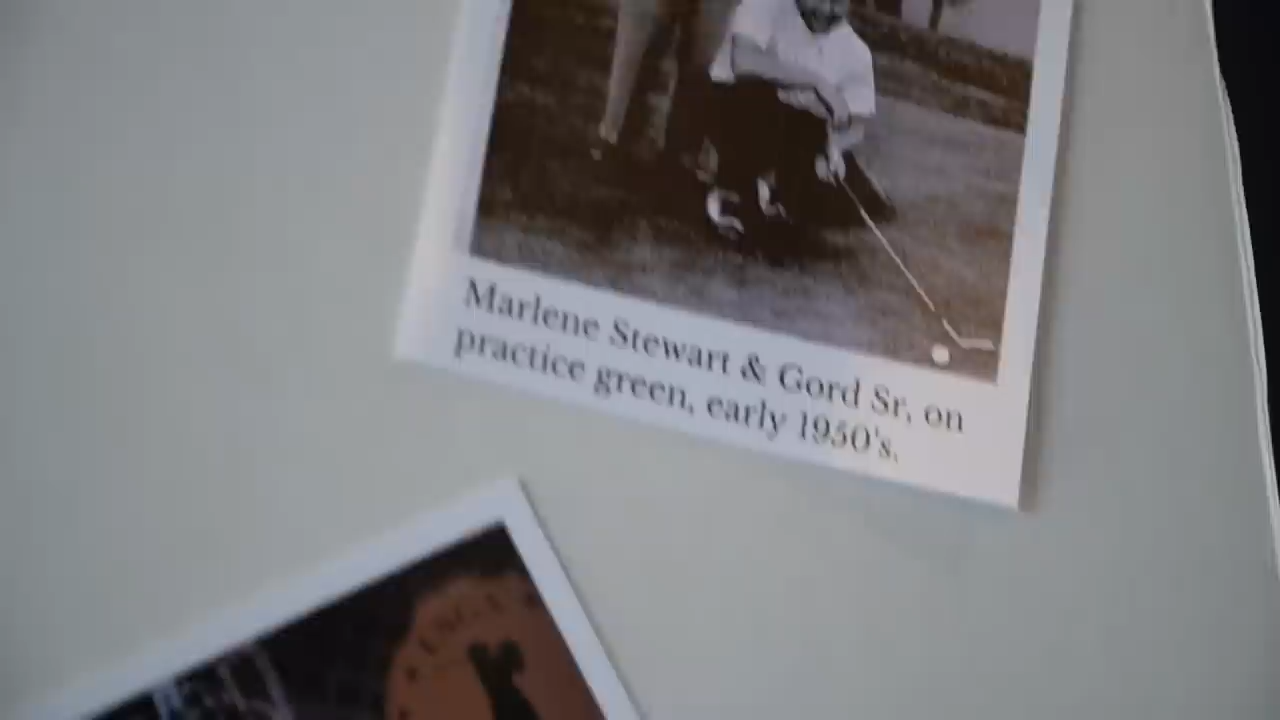 Marlene Stewart & Gord Sr, on
practice green, early 1950's.